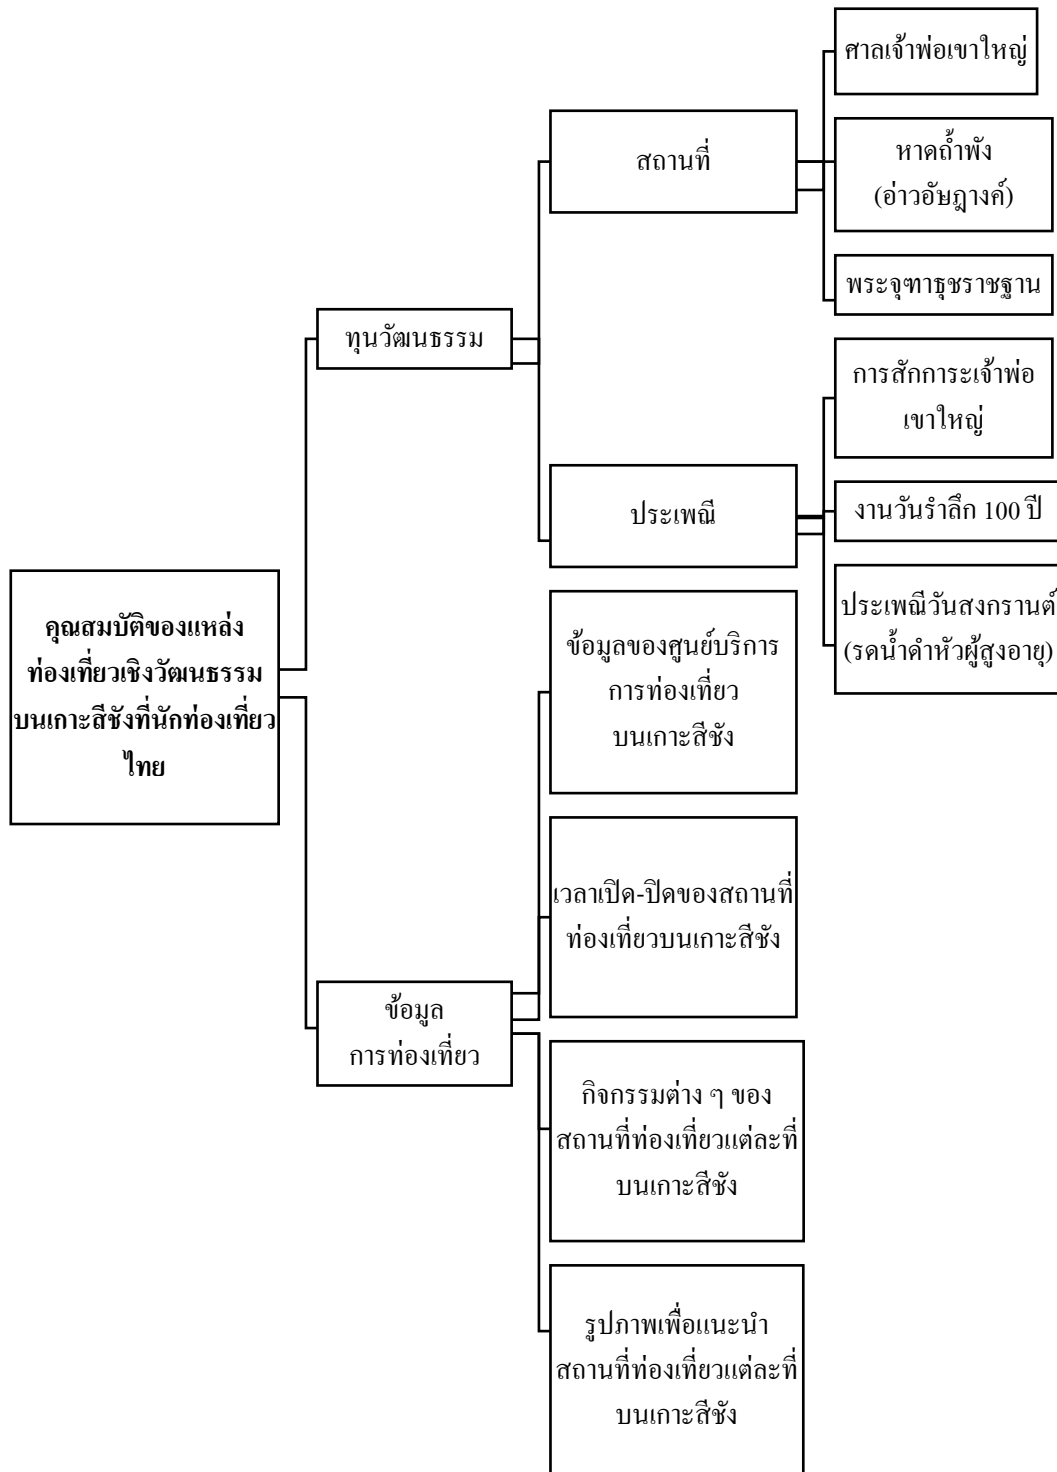 ศาลเจ้าพ่อเขาใหญ่
สถานที่
หาดถ้ำพัง
(อ่าวอัษฎางค์)
พระจุฑาธุชราชฐาน
ทุนวัฒนธรรม
การสักการะเจ้าพ่อ
เขาใหญ่
ประเพณี
งานวันรำลึก 100 ปี
ประเพณีวันสงกรานต์
(รดน้ำดำหัวผู้สูงอายุ)
คุณสมบัติของแหล่ง
ท่องเที่ยวเชิงวัฒนธรรม
บนเกาะสีชังที่นักท่องเที่ยว
ไทย
ข้อมูลของศูนย์บริการ
การท่องเที่ยว
บนเกาะสีชัง
เวลาเปิด-ปิดของสถานที่
ท่องเที่ยวบนเกาะสีชัง
ข้อมูล
การท่องเที่ยว
กิจกรรมต่าง ๆ ของ
สถานที่ท่องเที่ยวแต่ละที่
บนเกาะสีชัง
รูปภาพเพื่อแนะนำ
สถานที่ท่องเที่ยวแต่ละที่
บนเกาะสีชัง